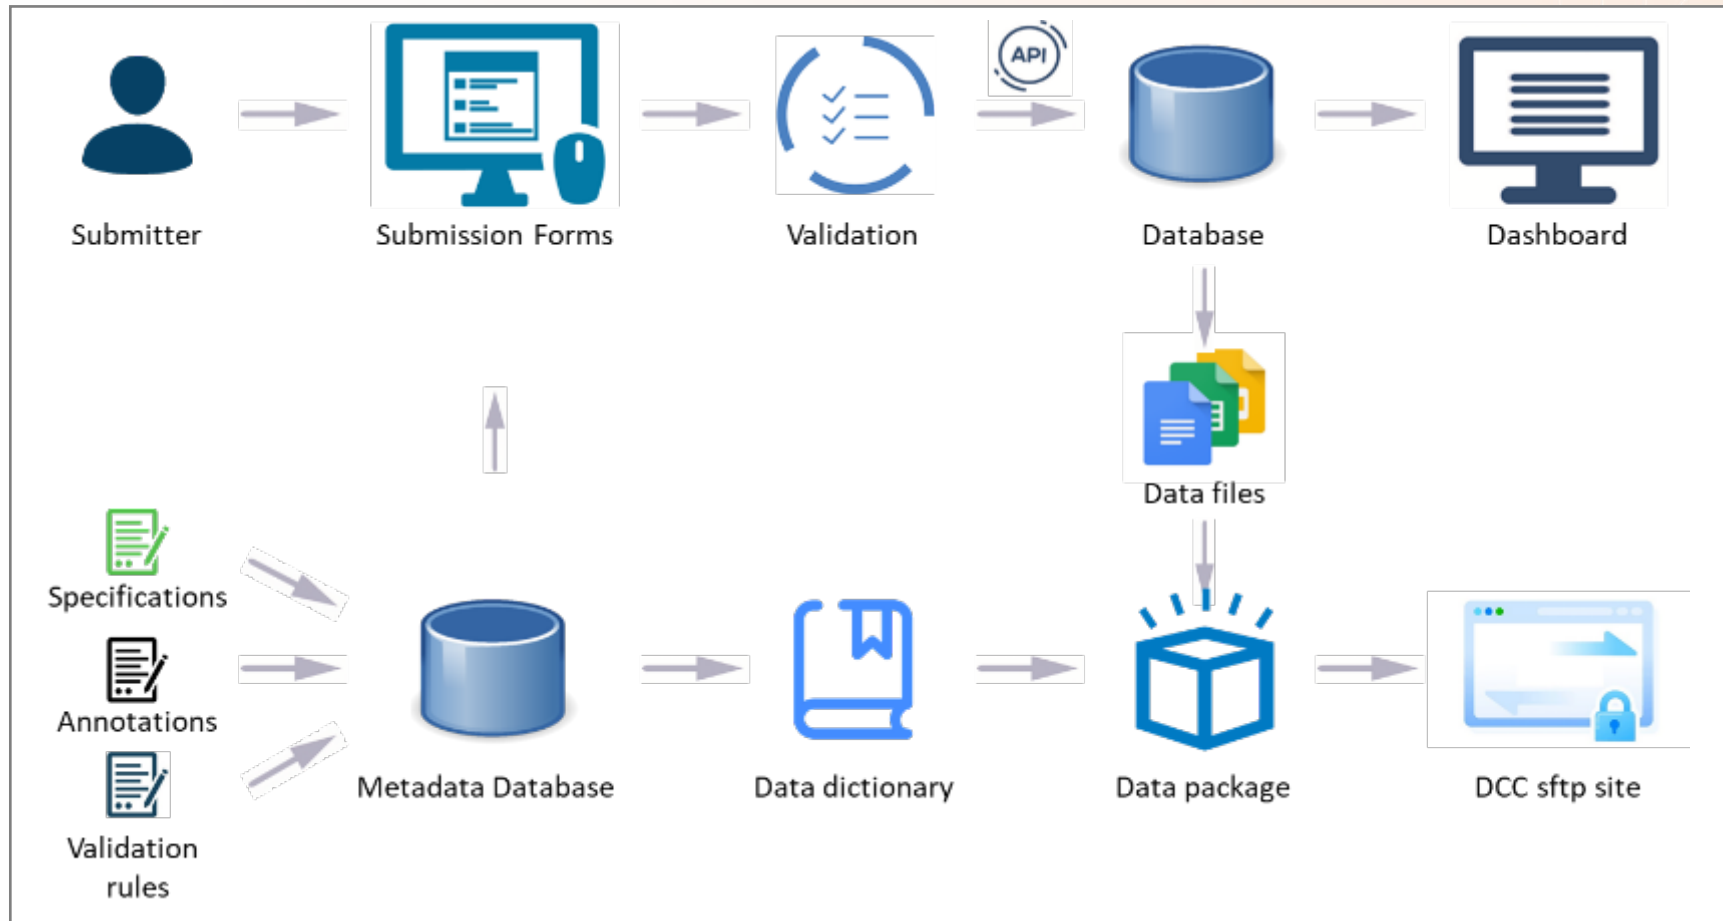 API
Submitter
Submission Forms
Validation
Database
Dashboard
Data files
Specifications
Annotations
Validation
rules
Metadata Database
Data dictionary
Data package
DCC sftp site